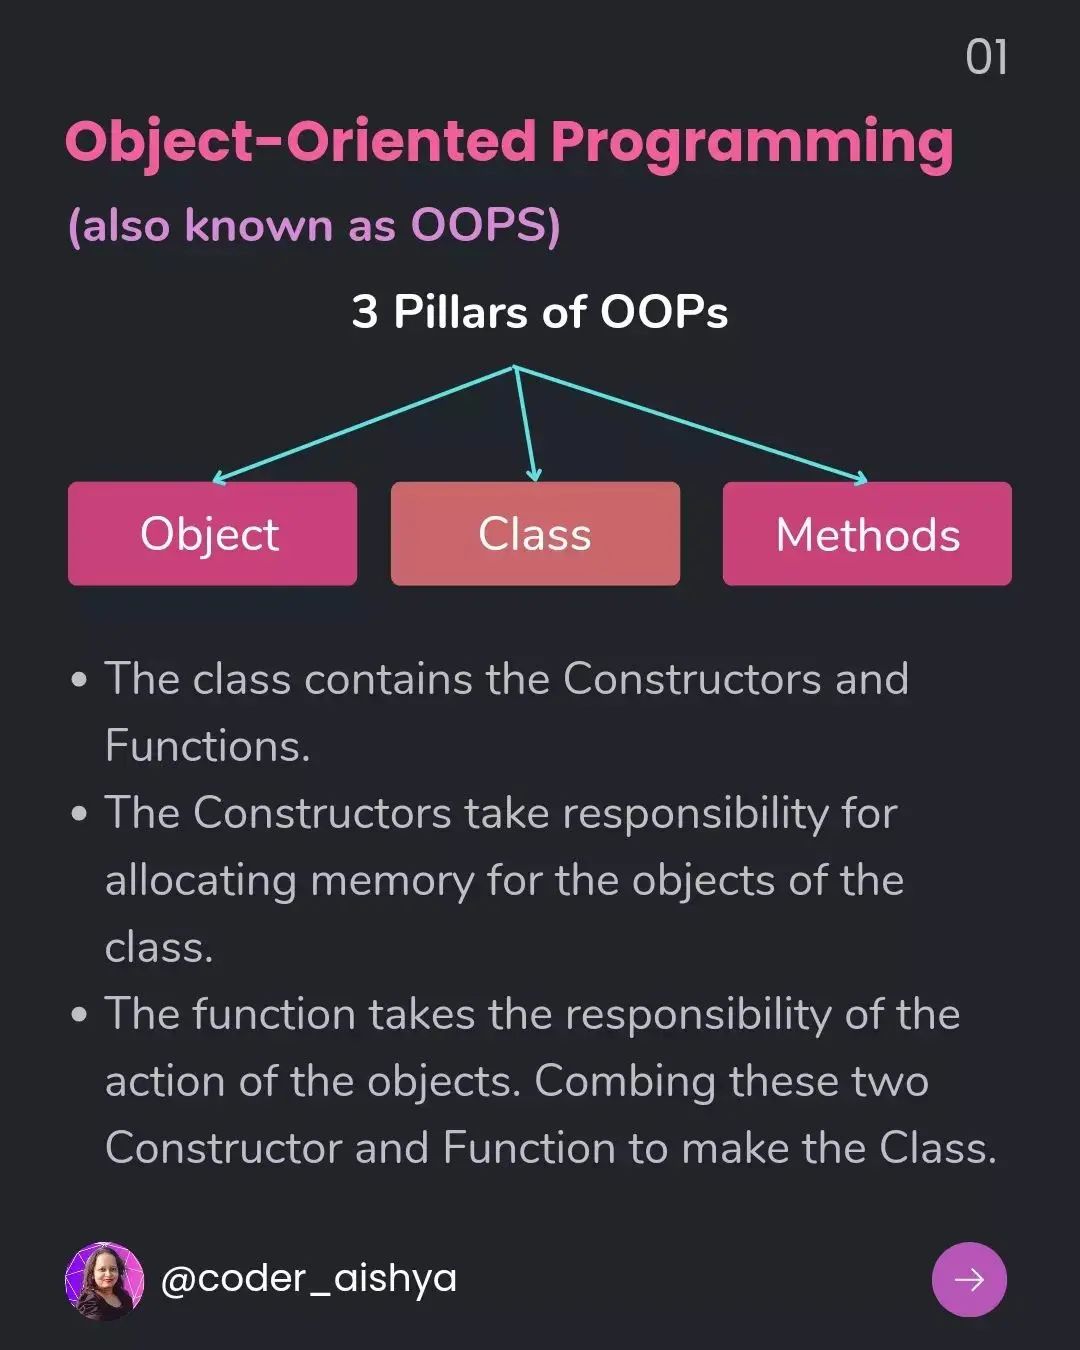 01
Object-Oriented Programming
(also known as OOPS)
3 Pillars of OOPs
Object
Class
Methods
• The class contains the Constructors and
Functions.
• The Constructors take responsibility for
allocating memory for the objects of the
class.
• The function takes the responsibility of the
action of the objects. Combing these two
Constructor and Function to make the Class.
@coder_aishya